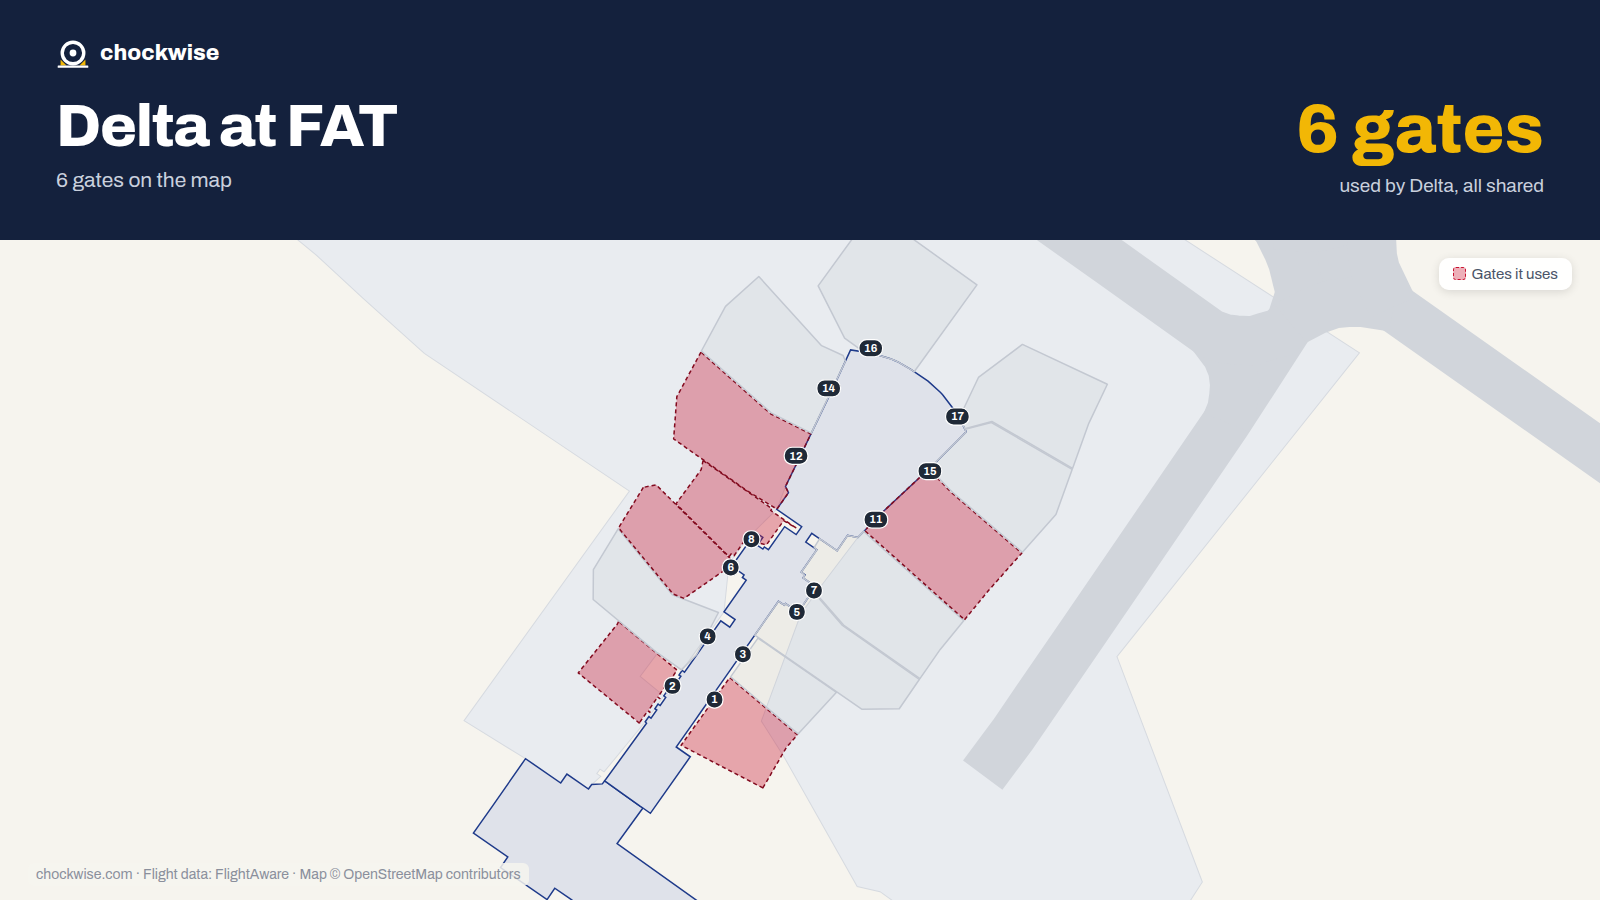 chockwise
Delta at FAT
6 gates on the map
6 gates
used by Delta, all shared
Gates it uses
16
14
17
12
15
11
8
6
7
5
4
3
2
1
chockwise.com · Flight data: FlightAware · Map © OpenStreetMap contributors